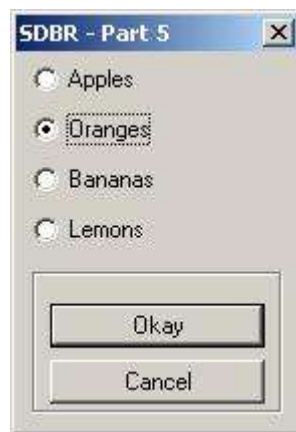 SDBR - Part 5
Apples
Oranges
Bananas
Lemons
Okay
Cancel